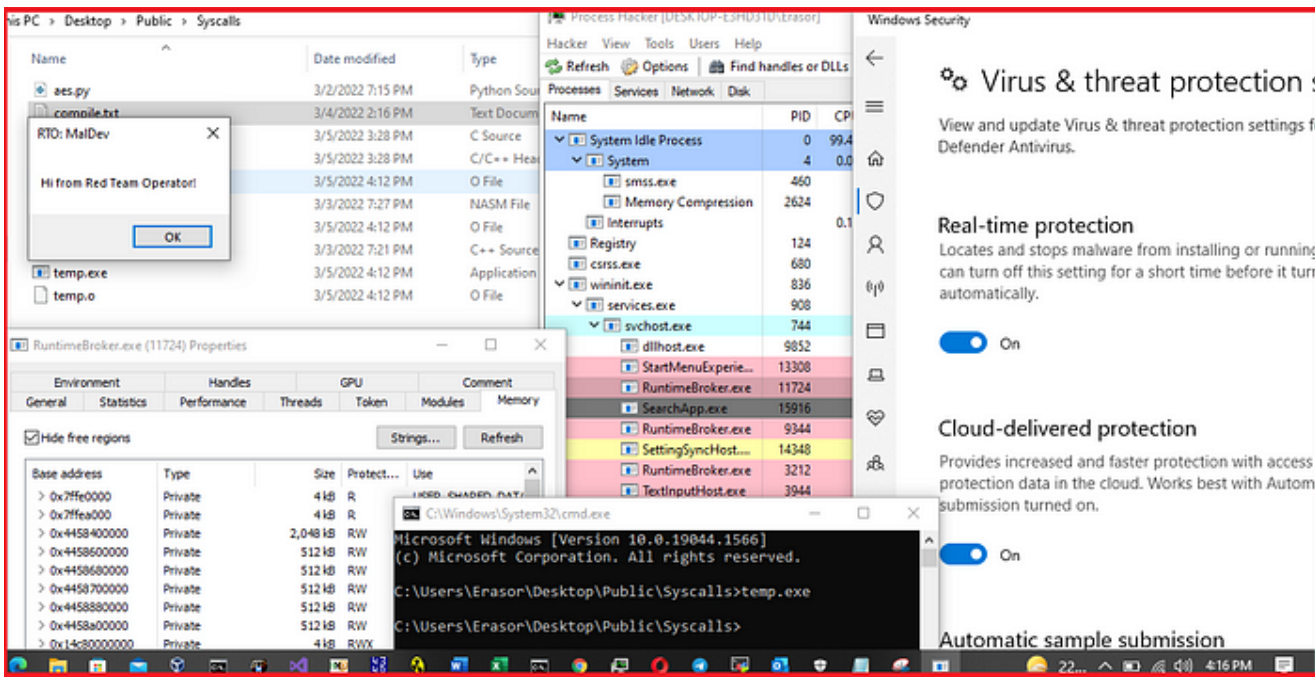 his PC > Desktop > Public > Syscalls
Name Date modified Type
aes.py 3/2/2022 7:15 PM Python Sour
compile.txt 3/4/2022 2:16 PM Text Docum
3/5/2022 3:28 PM C Source
3/5/2022 3:28 PM C/C++ Hea
3/5/2022 4:12 PM O File
3/3/2022 7:27 PM NASM File
3/5/2022 4:12 PM O File
3/3/2022 7:21 PM C++ Source
temp.exe 3/5/2022 4:12 PM Application
temp.o 3/5/2022 4:12 PM O File
RTO: MalDev
Hi from Red Team Operator!
OK
Process Hacker [DESKTOP-E3HD31D\Erasor]
Hacker View Tools Users Help
Refresh Options Find handles or DLLs
Processes Services Network Disk
Name PID CP
System Idle Process 0 99.4
System 4 0.0
smss.exe 460
Memory Compression 2624
Interrupts 0.1
Registry 124
csrss.exe 680
wininit.exe 836
services.exe 908
svchost.exe 744
dllhost.exe 9852
StartMenuExperie... 13308
RuntimeBroker.exe 11724
SearchApp.exe 15916
RuntimeBroker.exe 9344
SettingSyncHost.... 14348
RuntimeBroker.exe 3212
TextInputHost.exe 3944
Windows Security
Virus & threat protection s
View and update Virus & threat protection settings f
Defender Antivirus.
Real-time protection
Locates and stops malware from installing or running
can turn off this setting for a short time before it turn
automatically.
On
Cloud-delivered protection
Provides increased and faster protection with access
protection data in the cloud. Works best with Autom
submission turned on.
On
Automatic sample submission
RuntimeBroker.exe (11724) Properties
Environment Handles GPU Comment
General Statistics Performance Threads Token Modules Memory
Hide free regions Strings... Refresh
Base address Type Size Protect... Use
0x7ffe0000 Private 4 kB R USER_SHARED_DATA
0x7ffea000 Private 4 kB R
0x4458400000 Private 2,048 kB RW
0x4458600000 Private 512 kB RW
0x4458680000 Private 512 kB RW
0x4458700000 Private 512 kB RW
0x4458880000 Private 512 kB RW
0x4458a00000 Private 512 kB RW
0x14c80000000 Private 4 kB RWX
C:\Windows\System32\cmd.exe
Microsoft Windows [Version 10.0.19044.1566]
(c) Microsoft Corporation. All rights reserved.
C:\Users\Erasor\Desktop\Public\Syscalls>temp.exe
C:\Users\Erasor\Desktop\Public\Syscalls>
22... 4:16 PM